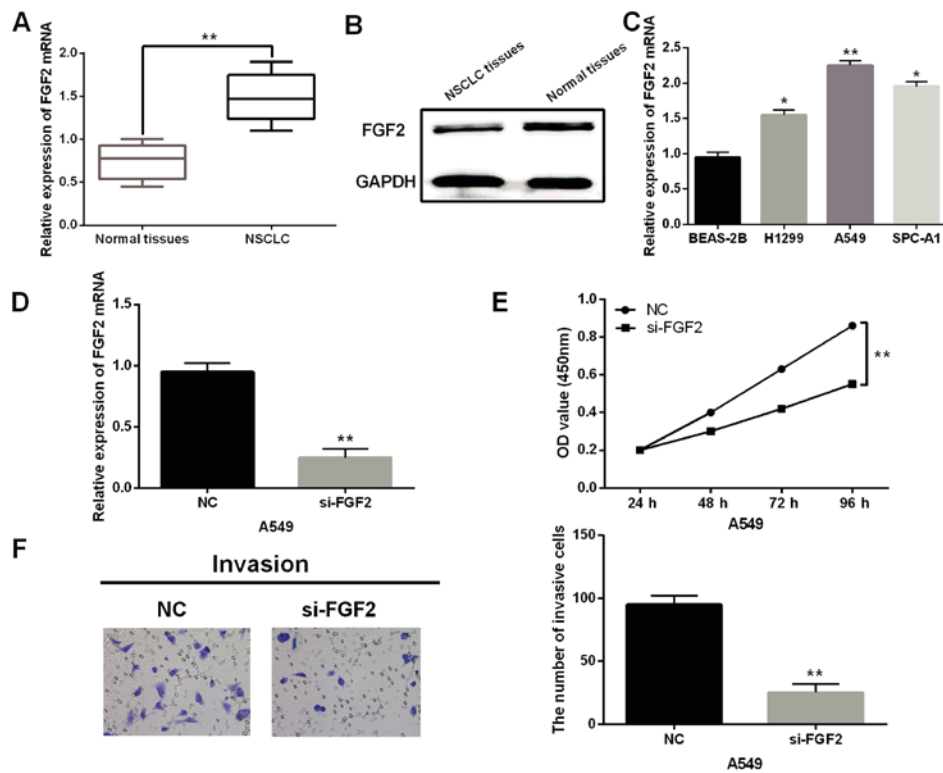 A
Relative expression of FGF2 mRNA
2.0
1.5
1.0
0.5
0.0
**
Normal tissues
NSCLC
B
NSCLC tissues
Normal tissues
FGF2
GAPDH
C
Relative expression of FGF2 mRNA
2.5
2.0
1.5
1.0
0.5
0.0
*
**
*
BEAS-2B
H1299
A549
SPC-A1
D
Relative expression of FGF2 mRNA
1.5
1.0
0.5
0.0
**
NC
si-FGF2
A549
E
OD value (450nm)
1.0
0.8
0.6
0.4
0.2
0.0
NC
si-FGF2
**
24 h
48 h
72 h
96 h
A549
F
Invasion
NC
si-FGF2
The number of invasive cells
150
100
50
0
**
NC
si-FGF2
A549